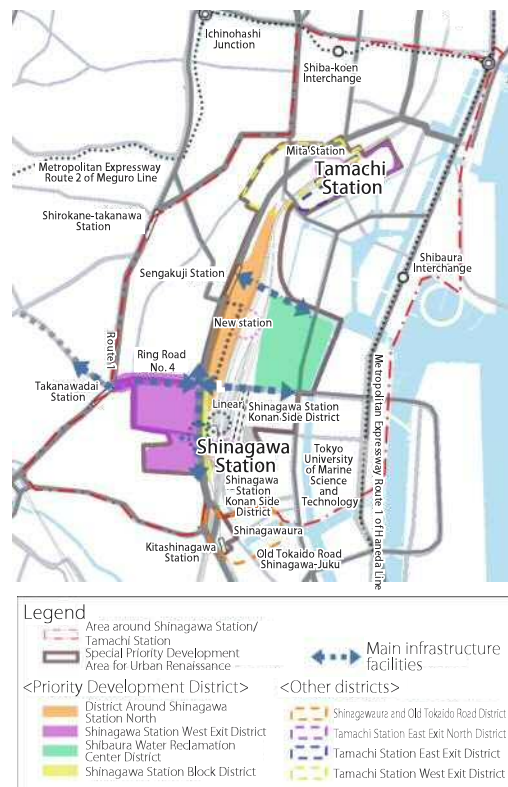 Ichinohashi
Junction
Shiba-koen
Interchange
Mita Station
Tamachi
Station
Metropolitan Expressway
Route 2 of Meguro Line
Shirokane-takanawa
Station
Sengakuji Station
Shibaura
Interchange
New station
Route1
Ring Road
No. 4
Takanawadai
Station
Linear
Shinagawa Station
Konan Side District
Metropolitan Expressway Route 1 of Haneda Line
Shinagawa
Station
Tokyo
University
of Marine
Science
and
Technology
Shinagawa
Station
Konan Side
District
Shinagawaura
Kitashinagawa
Station
Old Tokaido Road
Shinagawa-Juku
Legend
Area around Shinagawa Station/
Tamachi Station
Special Priority Development
Area for Urban Renaissance
Main infrastructure
facilities
<Priority Development District>
District Around Shinagawa
Station North
Shinagawa Station West Exit District
Shibaura Water Reclamation
Center District
Shinagawa Station Block District
<Other districts>
Shinagawaura and Old Tokaido Road District
Tamachi Station East Exit North District
Tamachi Station East Exit District
Tamachi Station West Exit District